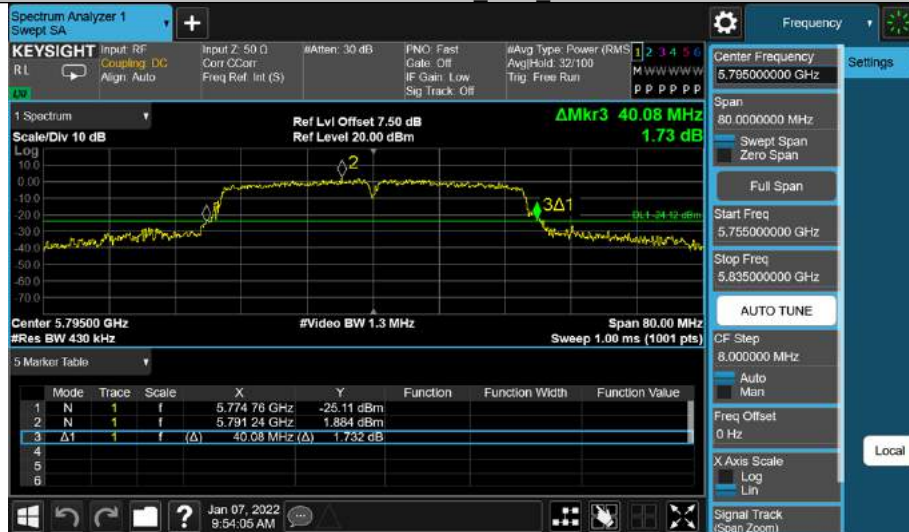 Spectrum Analyzer 1
Swept SA
Frequency
KEYSIGHT
RL
Input: RF
Coupling: DC
Align: Auto
Input Z: 50 Ω
Corr CCorr
Freq Ref: Int (S)
#Atten: 30 dB
PNO: Fast
Gate: Off
IF Gain: Low
Sig Track: Off
#Avg Type: Power (RMS
Avg|Hold: 32/100
Trig: Free Run
1 2 3 4 5 6
M W W W W W
P P P P P P
1 Spectrum
Scale/Div 10 dB
Ref Lvl Offset 7.50 dB
Ref Level 20.00 dBm
ΔMkr3 40.08 MHz
1.73 dB
Log
10.0
0.00
-10.0
-20.0
-30.0
-40.0
-50.0
-60.0
-70.0
2
3Δ1
DL1 -24.12 dBm
Center 5.79500 GHz
#Video BW 1.3 MHz
Span 80.00 MHz
#Res BW 430 kHz
Sweep 1.00 ms (1001 pts)
5 Marker Table
Mode Trace Scale X Y Function Function Width Function Value
1 N 1 f 5.774 76 GHz -25.11 dBm
2 N 1 f 5.791 24 GHz 1.884 dBm
3 Δ1 1 f (Δ) 40.08 MHz (Δ) 1.732 dB
4
5
6
Center Frequency
5.795000000 GHz
Settings
Span
80.0000000 MHz
Swept Span
Zero Span
Full Span
Start Freq
5.755000000 GHz
Stop Freq
5.835000000 GHz
AUTO TUNE
CF Step
8.000000 MHz
Auto
Man
Freq Offset
0 Hz
Local
X Axis Scale
Log
Lin
Signal Track
(Span Zoom)
?
Jan 07, 2022
9:54:05 AM